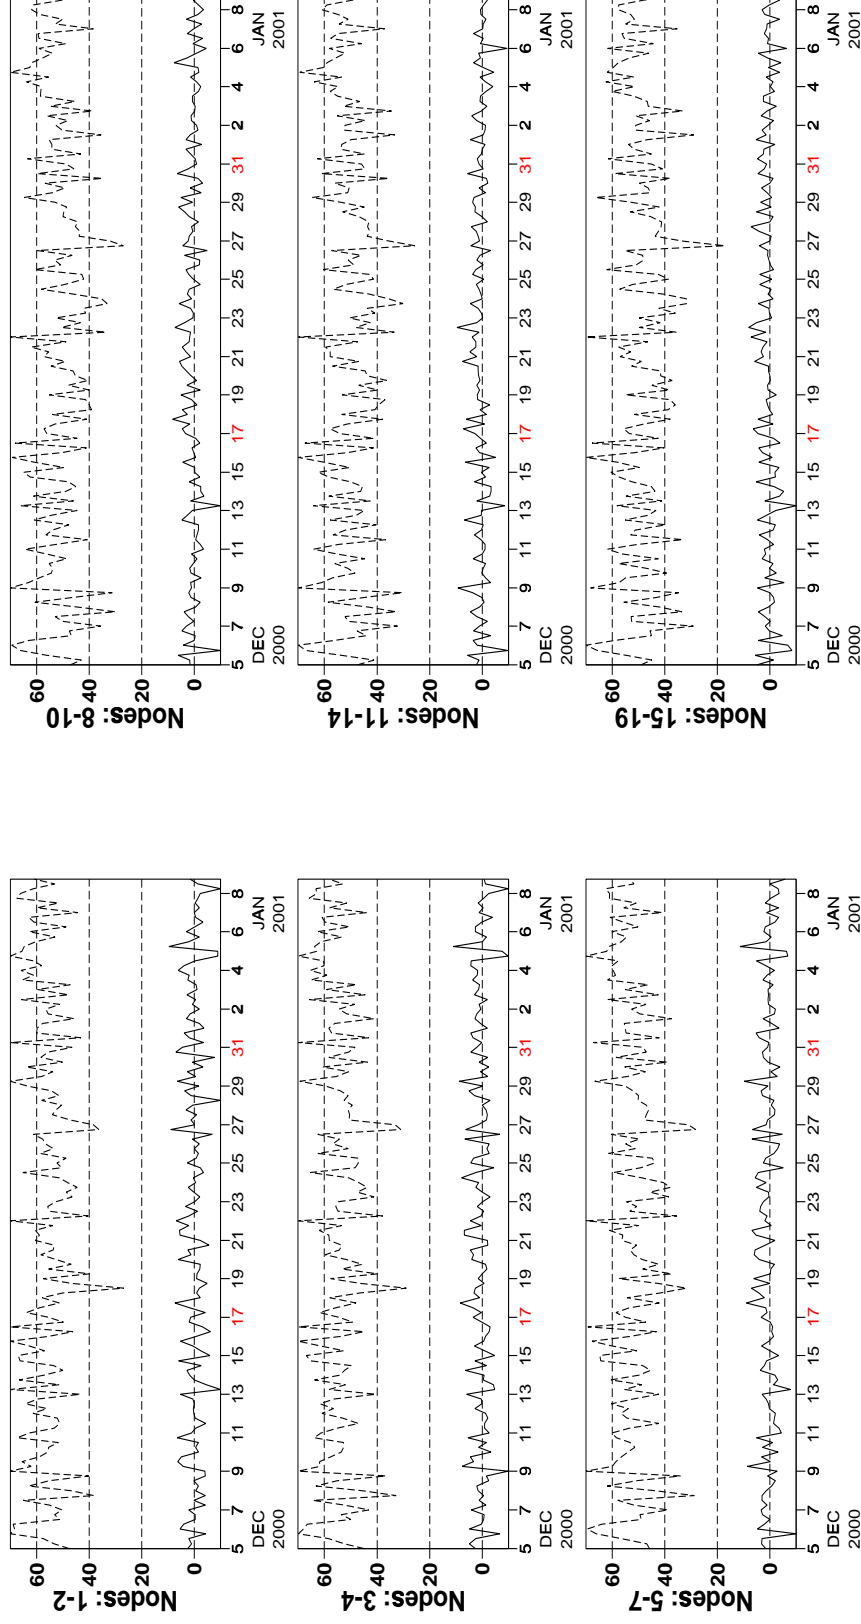 Nodes: 1-2
60
40
20
0
5 7 9 11 13 15 17 19 21 23 25 27 29 31 2 4 6 8
DEC JAN
2000 2001
Nodes: 3-4
60
40
20
0
5 7 9 11 13 15 17 19 21 23 25 27 29 31 2 4 6 8
DEC JAN
2000 2001
Nodes: 5-7
60
40
20
0
5 7 9 11 13 15 17 19 21 23 25 27 29 31 2 4 6 8
DEC JAN
2000 2001
Nodes: 8-10
60
40
20
0
5 7 9 11 13 15 17 19 21 23 25 27 29 31 2 4 6 8
DEC JAN
2000 2001
Nodes: 11-14
60
40
20
0
5 7 9 11 13 15 17 19 21 23 25 27 29 31 2 4 6 8
DEC JAN
2000 2001
Nodes: 15-19
60
40
20
0
5 7 9 11 13 15 17 19 21 23 25 27 29 31 2 4 6 8
DEC JAN
2000 2001